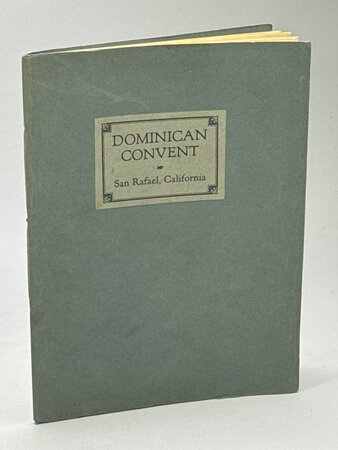 DOMINICAN
CONVENT
San Rafael, California